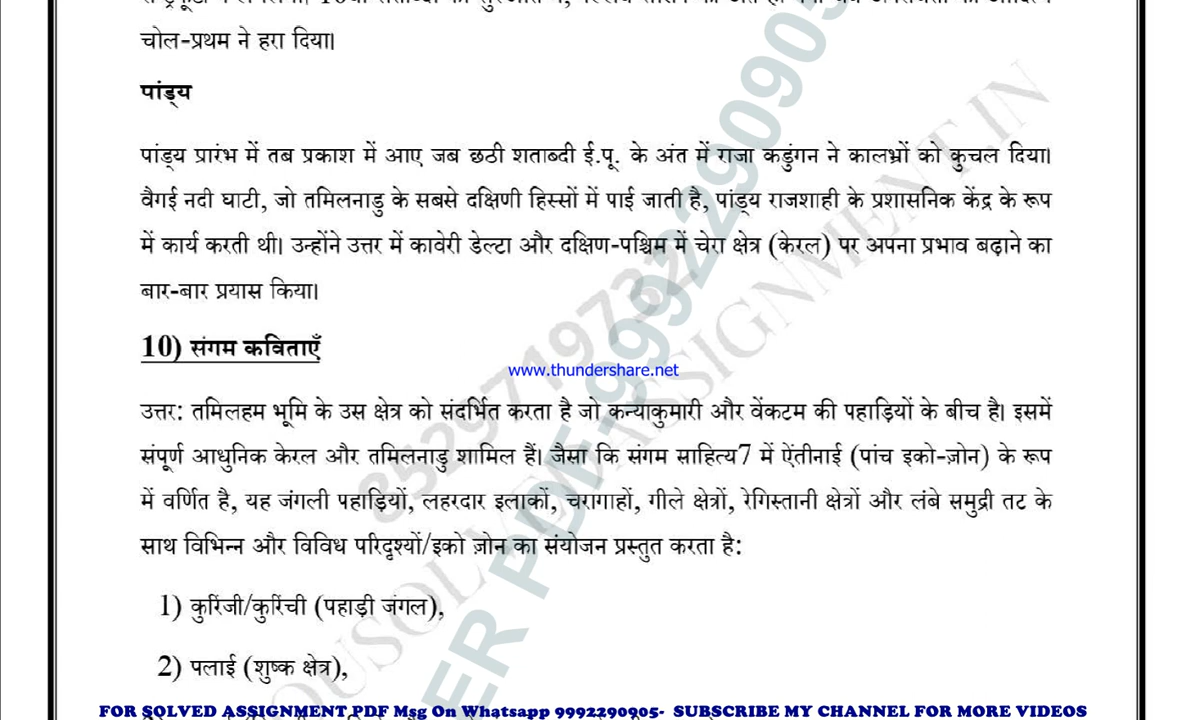 चोल-प्रथम ने हरा दिया।
पांड्य
पांड्य प्रारंभ में तब प्रकाश में आए जब छठी शताब्दी ई.पू. के अंत में राजा कडुंगन ने कालभ्रों को कुचल दिया।
वैगई नदी घाटी, जो तमिलनाडु के सबसे दक्षिणी हिस्सों में पाई जाती है, पांड्य राजशाही के प्रशासनिक केंद्र के रूप
में कार्य करती थी। उन्होंने उत्तर में कावेरी डेल्टा और दक्षिण-पश्चिम में चेरा क्षेत्र (केरल) पर अपना प्रभाव बढ़ाने का
बार-बार प्रयास किया।
10) संगम कविताएँ
www.thundershare.net
उत्तर: तमिलहम भूमि के उस क्षेत्र को संदर्भित करता है जो कन्याकुमारी और वेंकटम की पहाड़ियों के बीच है। इसमें
संपूर्ण आधुनिक केरल और तमिलनाडु शामिल हैं। जैसा कि संगम साहित्य7 में ऐंतीनाई (पांच इको-ज़ोन) के रूप
में वर्णित है, यह जंगली पहाड़ियों, लहरदार इलाकों, चरागाहों, गीले क्षेत्रों, रेगिस्तानी क्षेत्रों और लंबे समुद्री तट के
साथ विभिन्न और विविध परिदृश्यों/इको ज़ोन का संयोजन प्रस्तुत करता है:
1) कुरिंजी/कुरिंची (पहाड़ी जंगल),
2) पलाई (शुष्क क्षेत्र),
8529719732
PDF-9992290905
FOR SOLVED ASSIGNMENT PDF Msg On Whatsapp 9992290905- SUBSCRIBE MY CHANNEL FOR MORE VIDEOS